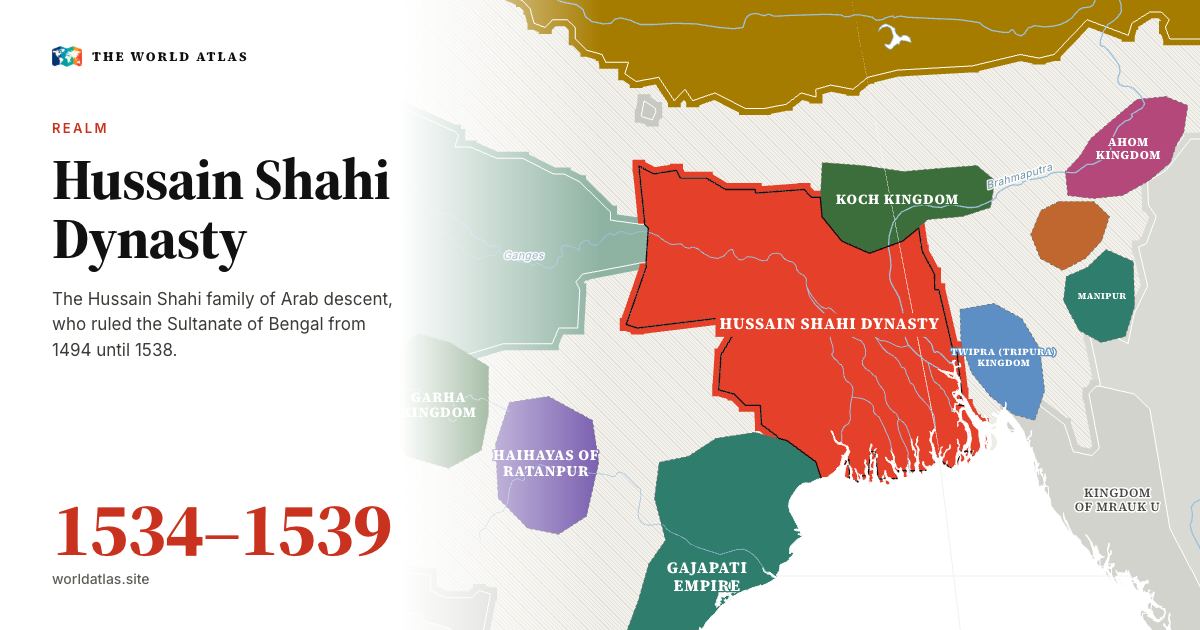 THE WORLD ATLAS
REALM
Hussain Shahi
Dynasty
The Hussain Shahi family of Arab descent,
who ruled the Sultanate of Bengal from
1494 until 1538.
1534–1539
worldatlas.site
AHOM
KINGDOM
KOCH KINGDOM
Brahmaputra
Ganges
MANIPUR
HUSSAIN SHAHI DYNASTY
TWIPRA (TRIPURA)
KINGDOM
GARHA
KINGDOM
HAIHAYAS OF
RATANPUR
KINGDOM
OF MRAUK U
GAJAPATI
EMPIRE